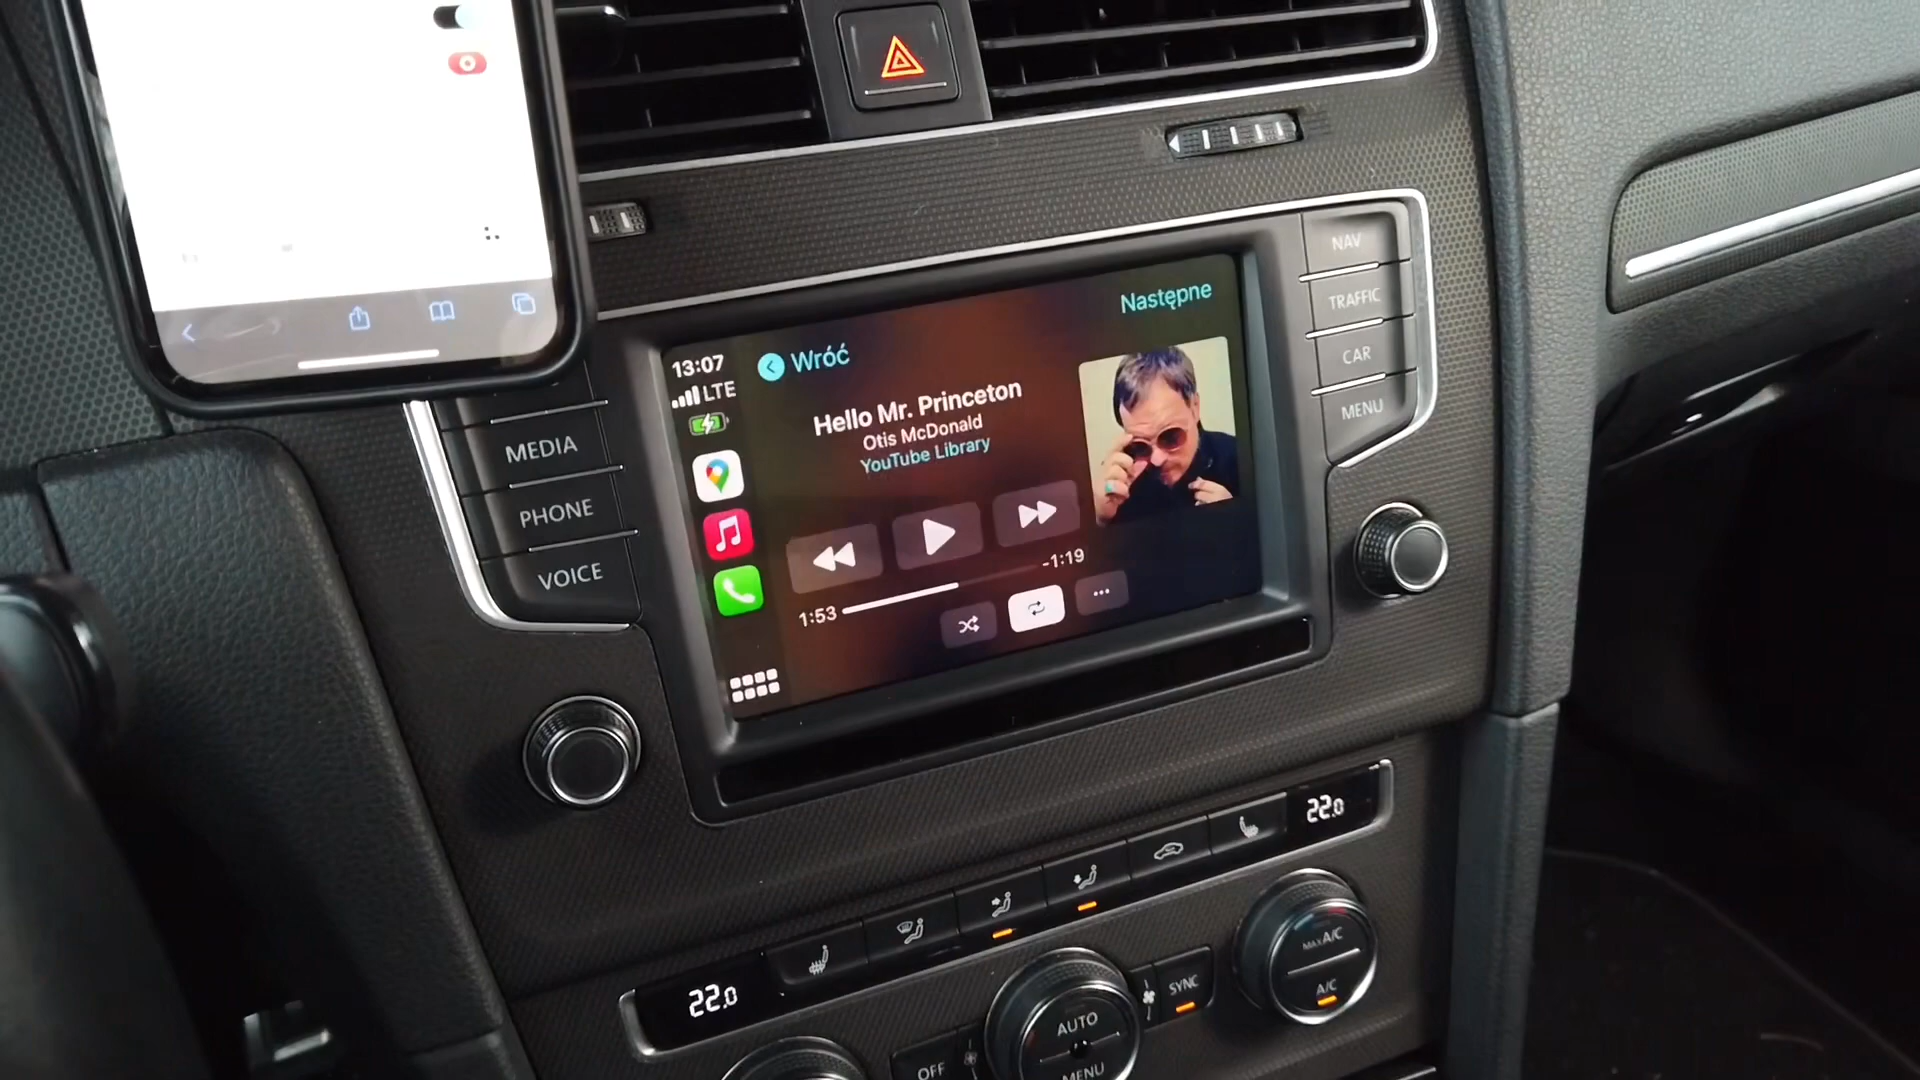 NAV
TRAFFIC
CAR
MENU
MEDIA
PHONE
VOICE
13:07
LTE
Wróć
Następne
Hello Mr. Princeton
Otis McDonald
YouTube Library
1:53
-1:19
22.0
22.0
MAX A/C
A/C
SYNC
AUTO
MENU
OFF